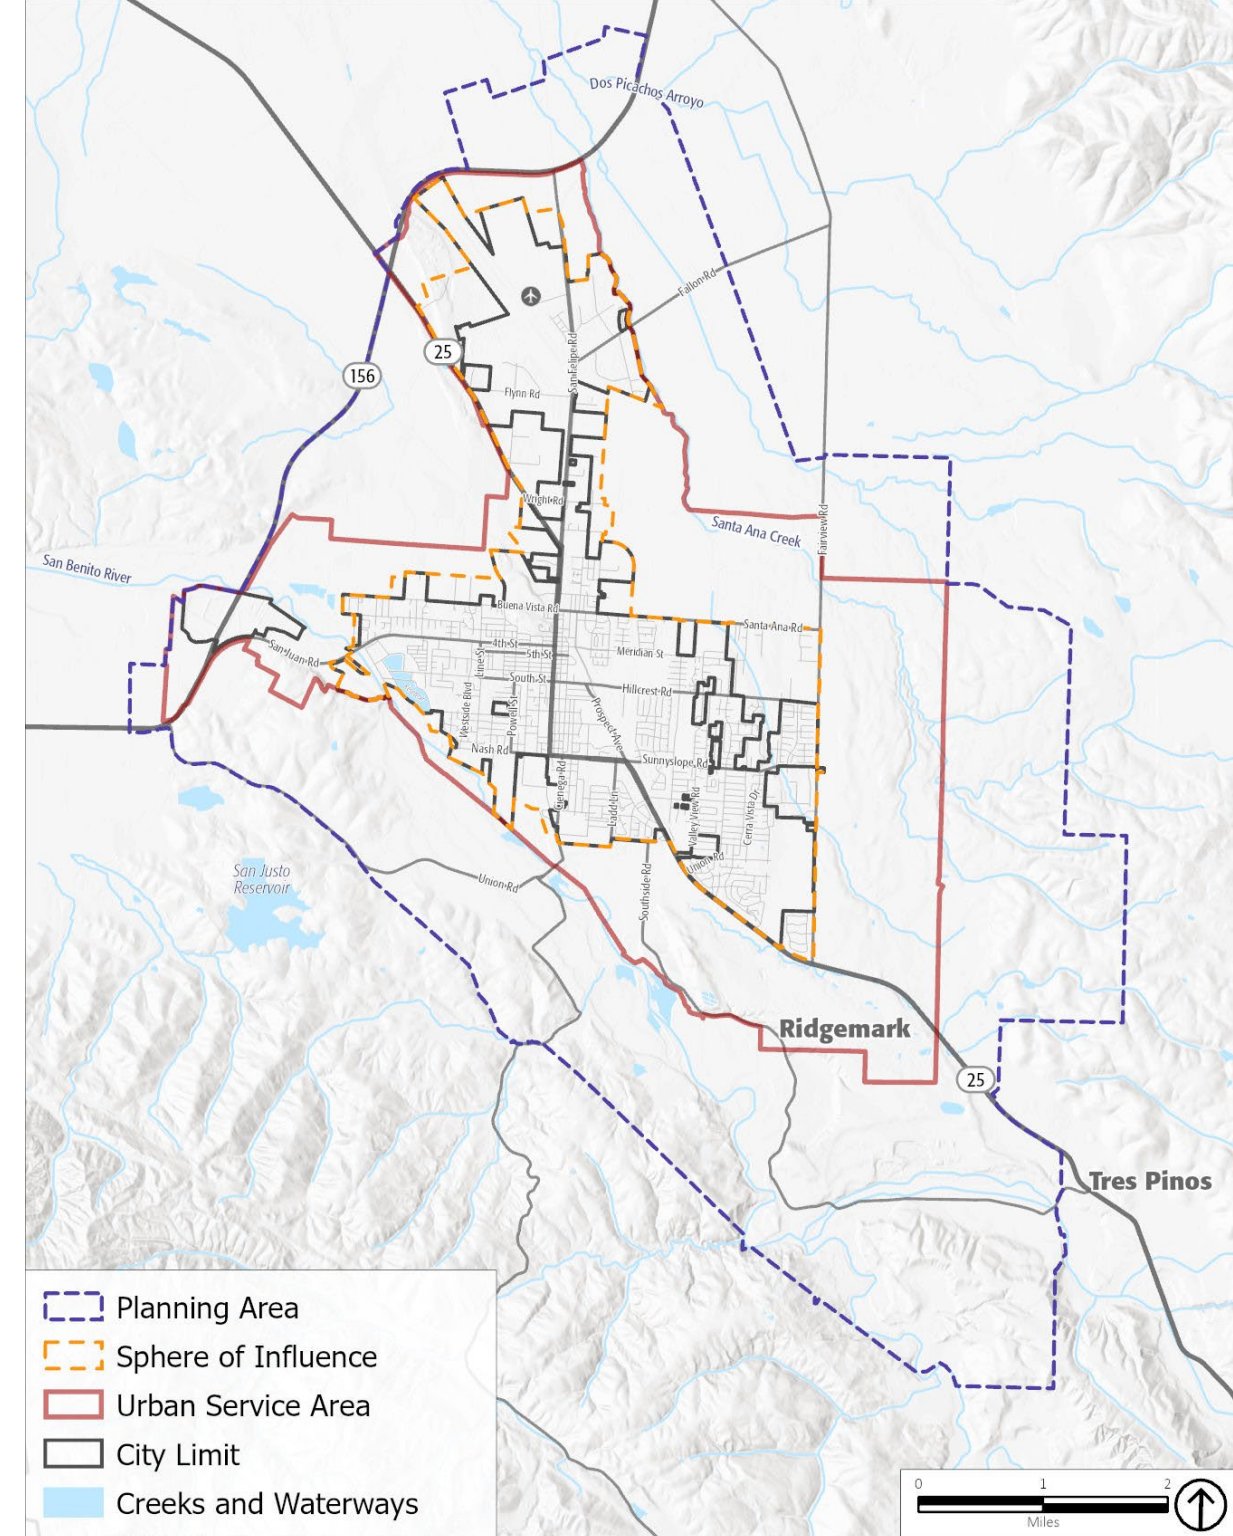 Dos Picachos Arroyo
Fallon Rd
San Felipe Rd
25
156
Flynn Rd
Wright Rd
Santa Ana Creek
Fairview Rd
San Benito River
Buena Vista Rd
Santa Ana Rd
4th St
5th St
Meridian St
San Juan Rd
Line St
South St
Hillcrest Rd
Westside Blvd
Powell St
Prospect Ave
Nash Rd
Sunnyslope Rd
Cienega Rd
Ladd Ln
Valley View Rd
Cerra Vista Dr
Union Rd
Union Rd
Southside Rd
San Justo
Reservoir
Ridgemark
25
Tres Pinos
Planning Area
Sphere of Influence
Urban Service Area
City Limit
Creeks and Waterways
0 1 2
Miles